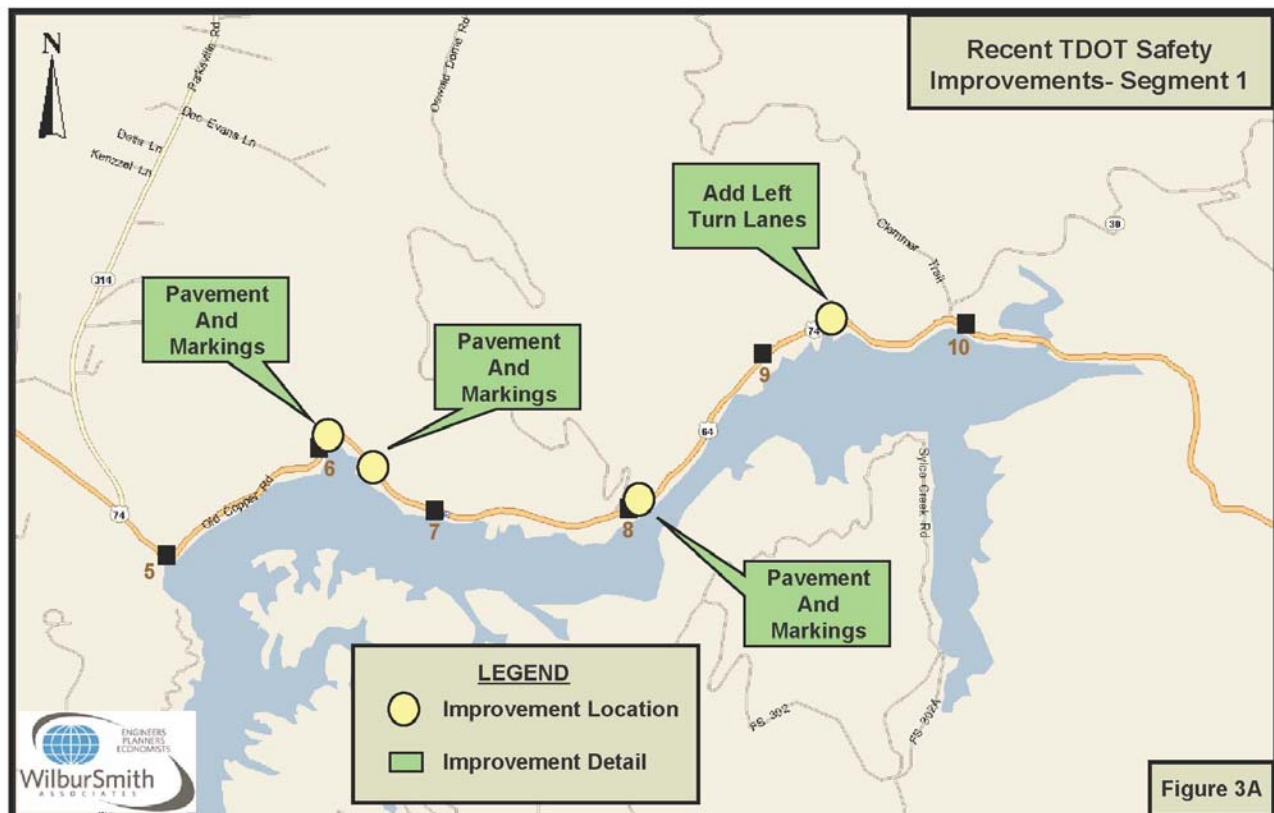 Recent TDOT Safety
Improvements- Segment 1
N
Parksville Rd
Oswald Dome Rd
Doc Evans Ln
Kenzzel Ln
314
38
Clemmer Trail
Add Left
Turn Lanes
Pavement
And
Markings
Pavement
And
Markings
74
9
10
64
6
Old Copper Rd
7
8
74
5
Sylco Creek Rd
Pavement
And
Markings
FS 302
FS 302A
LEGEND
Improvement Location
Improvement Detail
ENGINEERS
PLANNERS
ECONOMISTS
WilburSmith
ASSOCIATES
Figure 3A